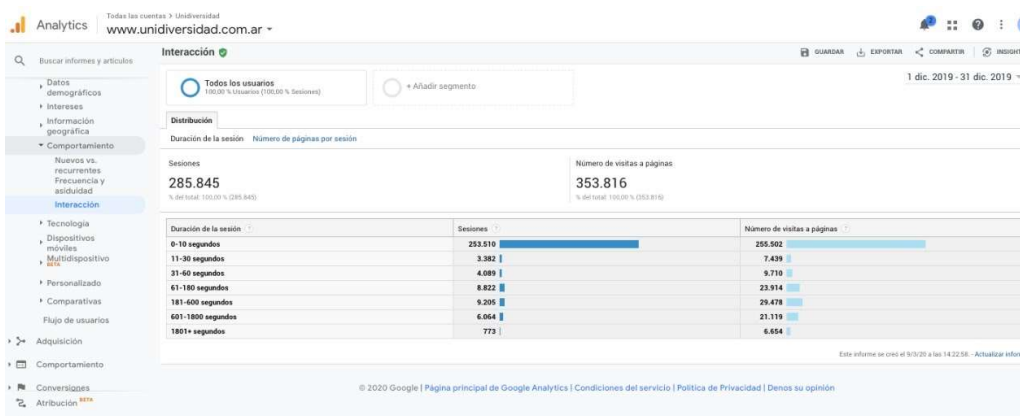 Analytics
Todas las cuentas > Unidiversidad
www.unidiversidad.com.ar
Buscar informes y artículos
Datos
demográficos
Intereses
Información
geográfica
Comportamiento
Nuevos vs.
recurrentes
Frecuencia y
asiduidad
Interacción
Tecnología
Dispositivos
móviles
Multidispositivo
BETA
Personalizado
Comparativas
Flujo de usuarios
Adquisición
Comportamiento
Conversiones
Atribución BETA
Interacción
GUARDAR EXPORTAR COMPARTIR INSIGHT
1 dic. 2019 - 31 dic. 2019
Todos los usuarios
100,00 % Usuarios (100,00 % Sesiones)
+ Añadir segmento
Distribución
Duración de la sesión Número de páginas por sesión
Sesiones
285.845
% del total: 100,00 % (285.845)
Número de visitas a páginas
353.816
% del total: 100,00 % (353.816)
Duración de la sesión Sesiones Número de visitas a páginas
0-10 segundos 253.510 255.502
11-30 segundos 3.382 7.439
31-60 segundos 4.089 9.710
61-180 segundos 8.822 23.914
181-600 segundos 9.205 29.478
601-1800 segundos 6.064 21.119
1801+ segundos 773 6.654
Este informe se creó el 9/3/20 a las 14:22:58. - Actualizar infor
© 2020 Google | Página principal de Google Analytics | Condiciones del servicio | Política de Privacidad | Denos su opinión